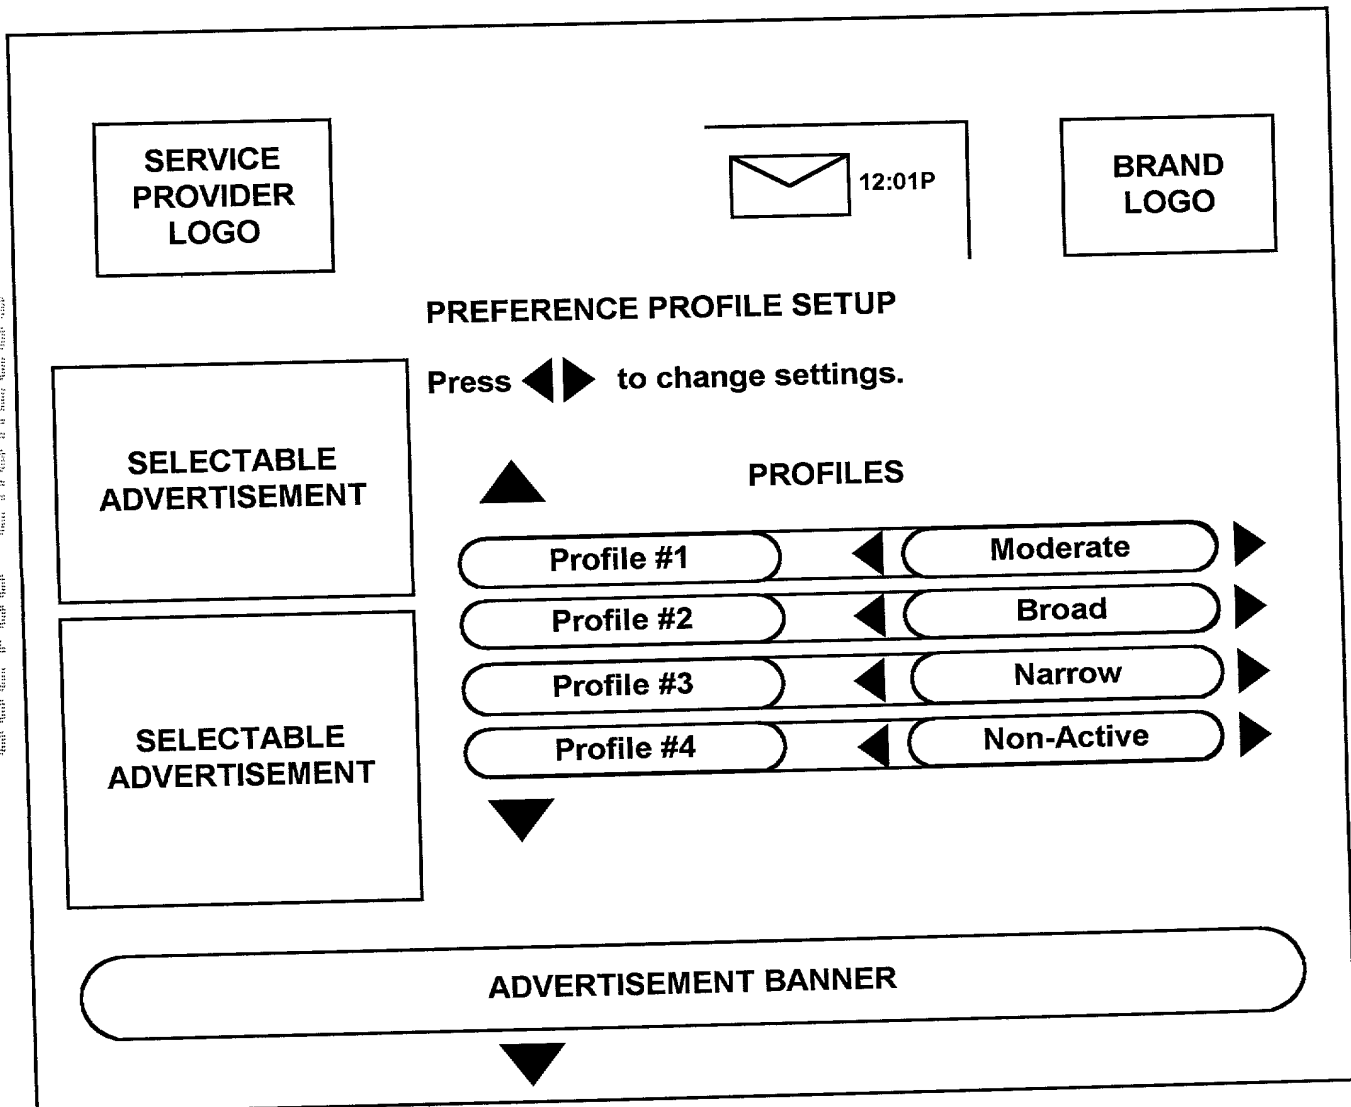 SERVICE
PROVIDER
LOGO
12:01P
BRAND
LOGO
PREFERENCE PROFILE SETUP
Press to change settings.
SELECTABLE
ADVERTISEMENT
PROFILES
Profile #1 Moderate
Profile #2 Broad
Profile #3 Narrow
Profile #4 Non-Active
SELECTABLE
ADVERTISEMENT
ADVERTISEMENT BANNER